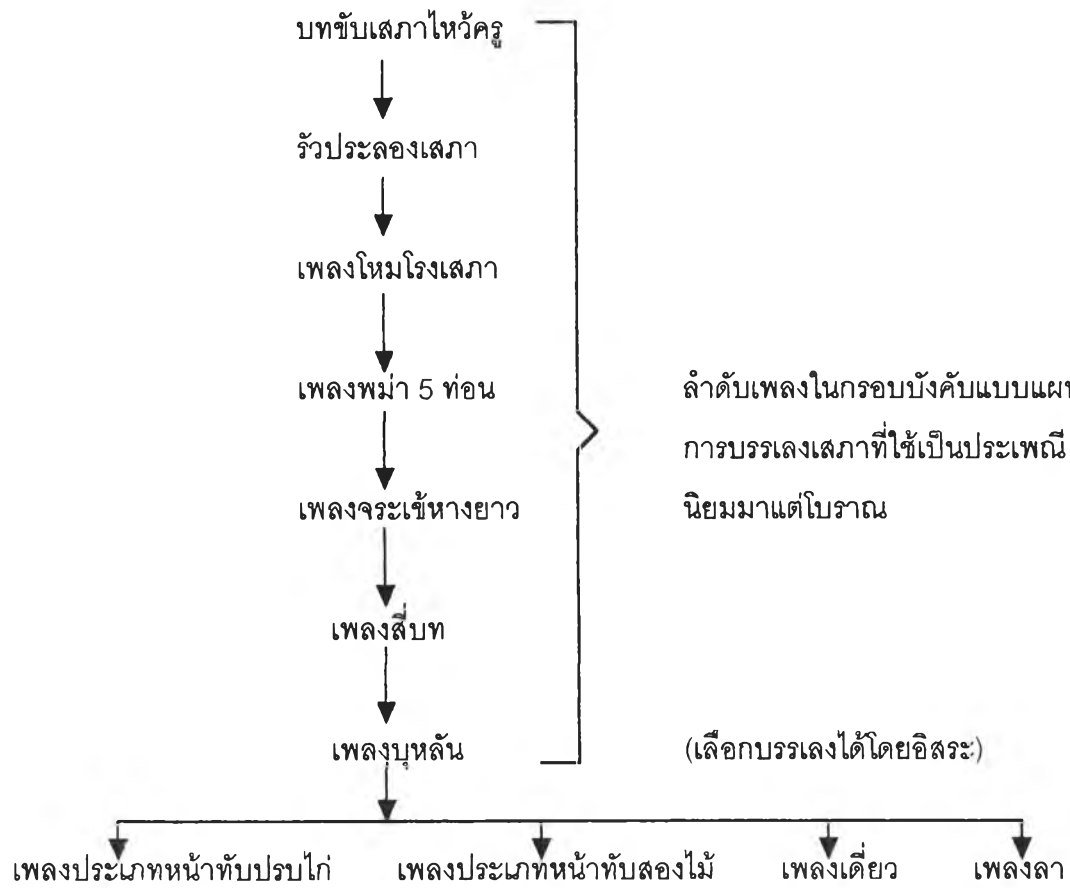 บทขับเสภาไหว้ครู
รัวประลองเสภา
เพลงโหมโรงเสภา
เพลงพม่า 5 ท่อน
เพลงจระเข้หางยาว
เพลงสี่บท
เพลงบุหลัน
ลำดับเพลงในกรอบบังคับแบบแผน
การบรรเลงเสภาที่ใช้เป็นประเพณี
นิยมมาแต่โบราณ
(เลือกบรรเลงได้โดยอิสระ)
เพลงประเภทหน้าทับปรบไก่ เพลงประเภทหน้าทับสองไม้ เพลงเดี่ยว เพลงลา